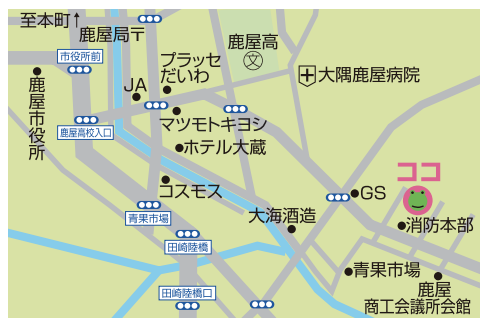 至本町↑
鹿屋局〒
鹿屋高
文
市役所前
プラッセ
だいわ
大隅鹿屋病院
JA
鹿屋市役所
マツモトキヨシ
鹿屋高校入口
ホテル大蔵
コスモス
ココ
GS
青果市場
大海酒造
消防本部
田崎陸橋
青果市場
鹿屋
商工会議所会館
田崎陸橋口